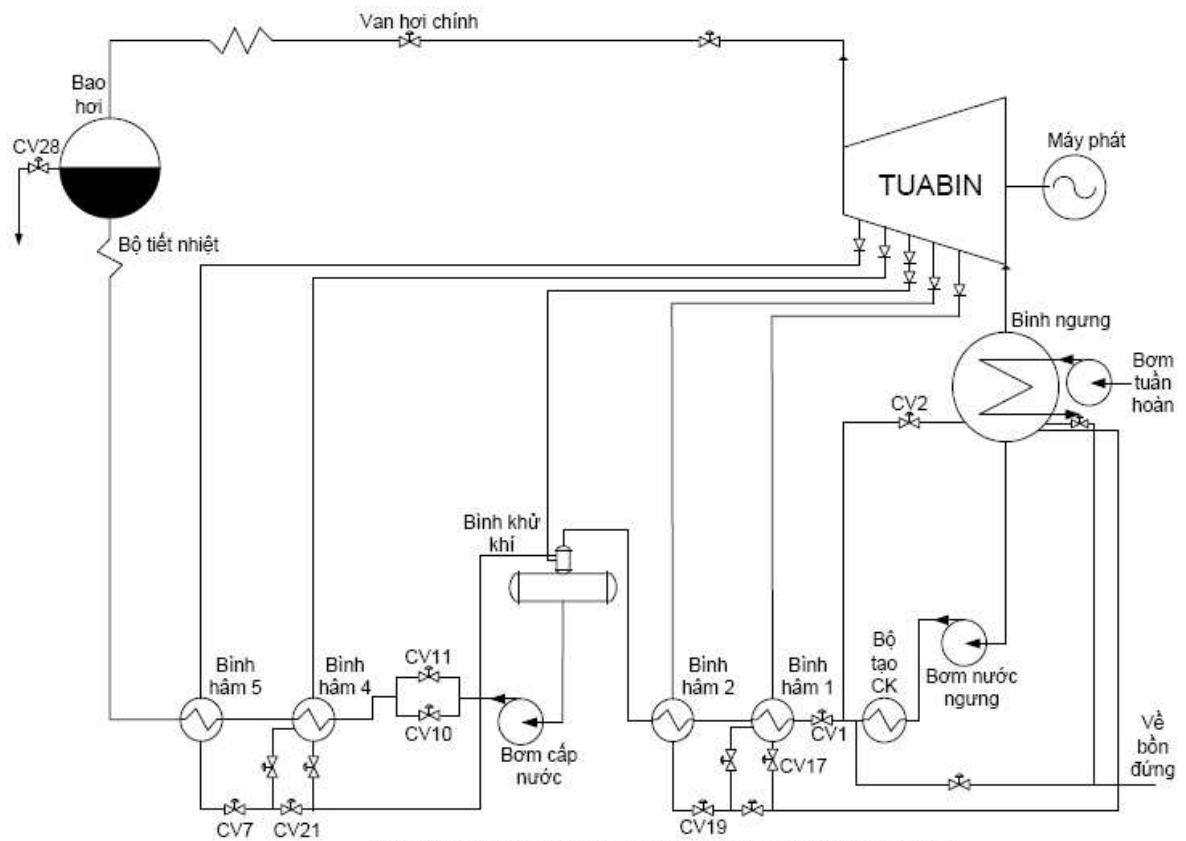 Van hơi chính
Bao
hơi
CV28
Máy phát
TUABIN
Bộ tiết nhiệt
Bình ngưng
Bơm
tuần
hoàn
CV2
Bình khử
khí
Bộ
tạo
CK
Bơm nước
ngưng
Bình
hâm 5
Bình
hâm 4
CV11
CV10
Bơm cấp
nước
Bình
hâm 2
Bình
hâm 1
CV1
CV17
Về
bồn
đứng
CV7
CV21
CV19